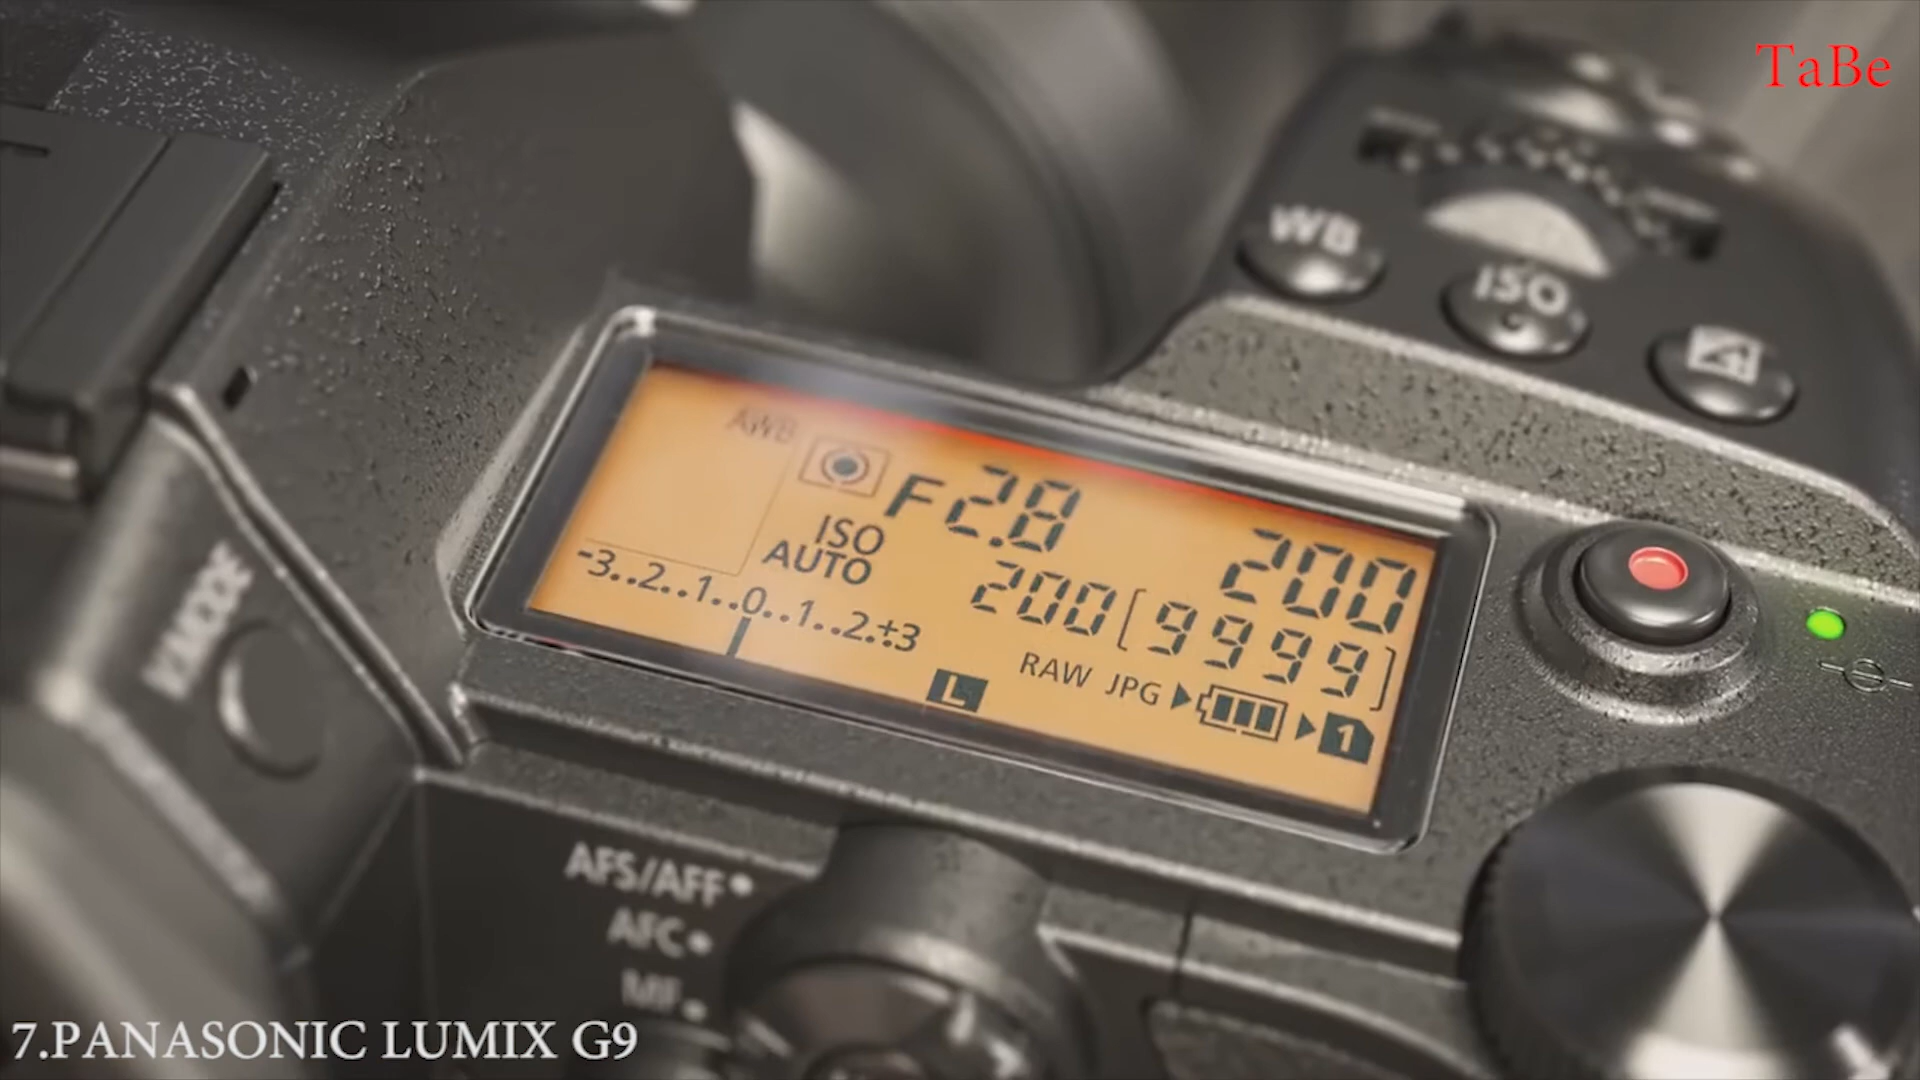 TaBe
WB
ISO
AWB
F2.8
200
ISO
AUTO
200[9999]
-3..2..1..0..1..2.+3
RAW JPG
L
1
V.MODE
AFS/AFF
AFC
MF
7.PANASONIC LUMIX G9